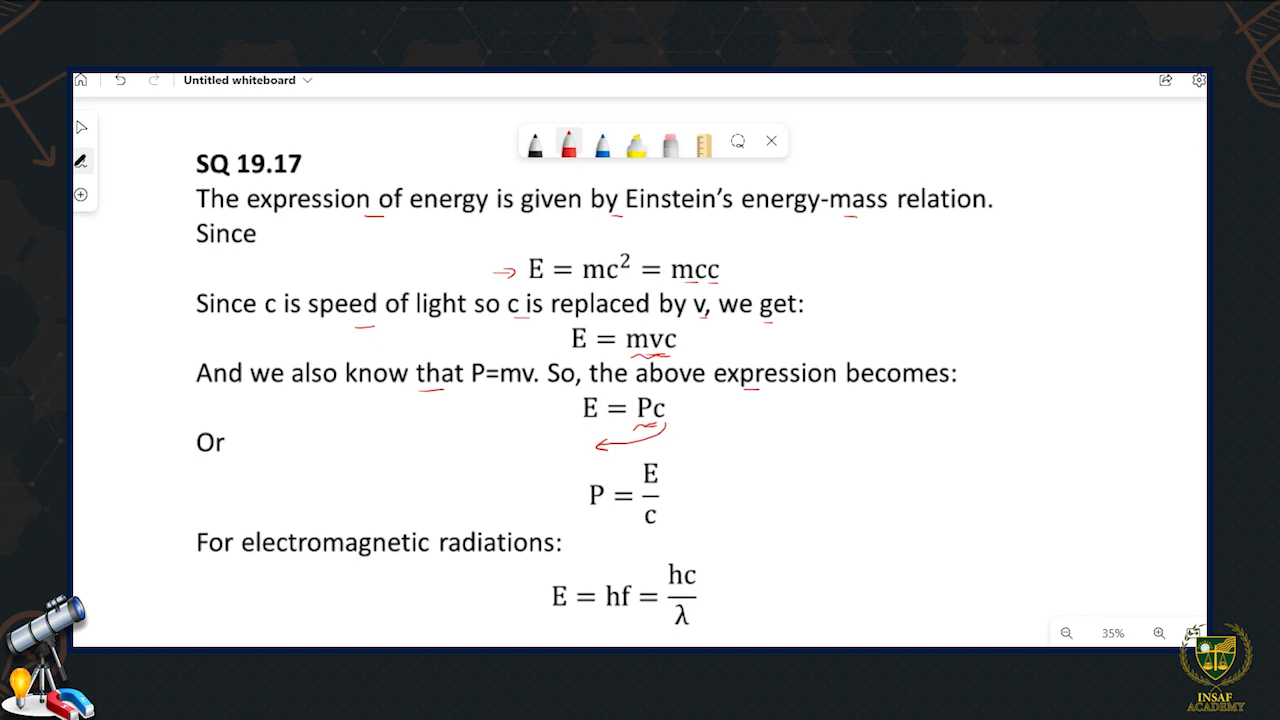 Untitled whiteboard
SQ 19.17
The expression of energy is given by Einstein's energy-mass relation.
Since
E = mc² = mcc
Since c is speed of light so c is replaced by v, we get:
E = mvc
And we also know that P=mv. So, the above expression becomes:
E = Pc
Or
P = E/c
For electromagnetic radiations:
E = hf = hc/λ
35%
INSAF
ACADEMY